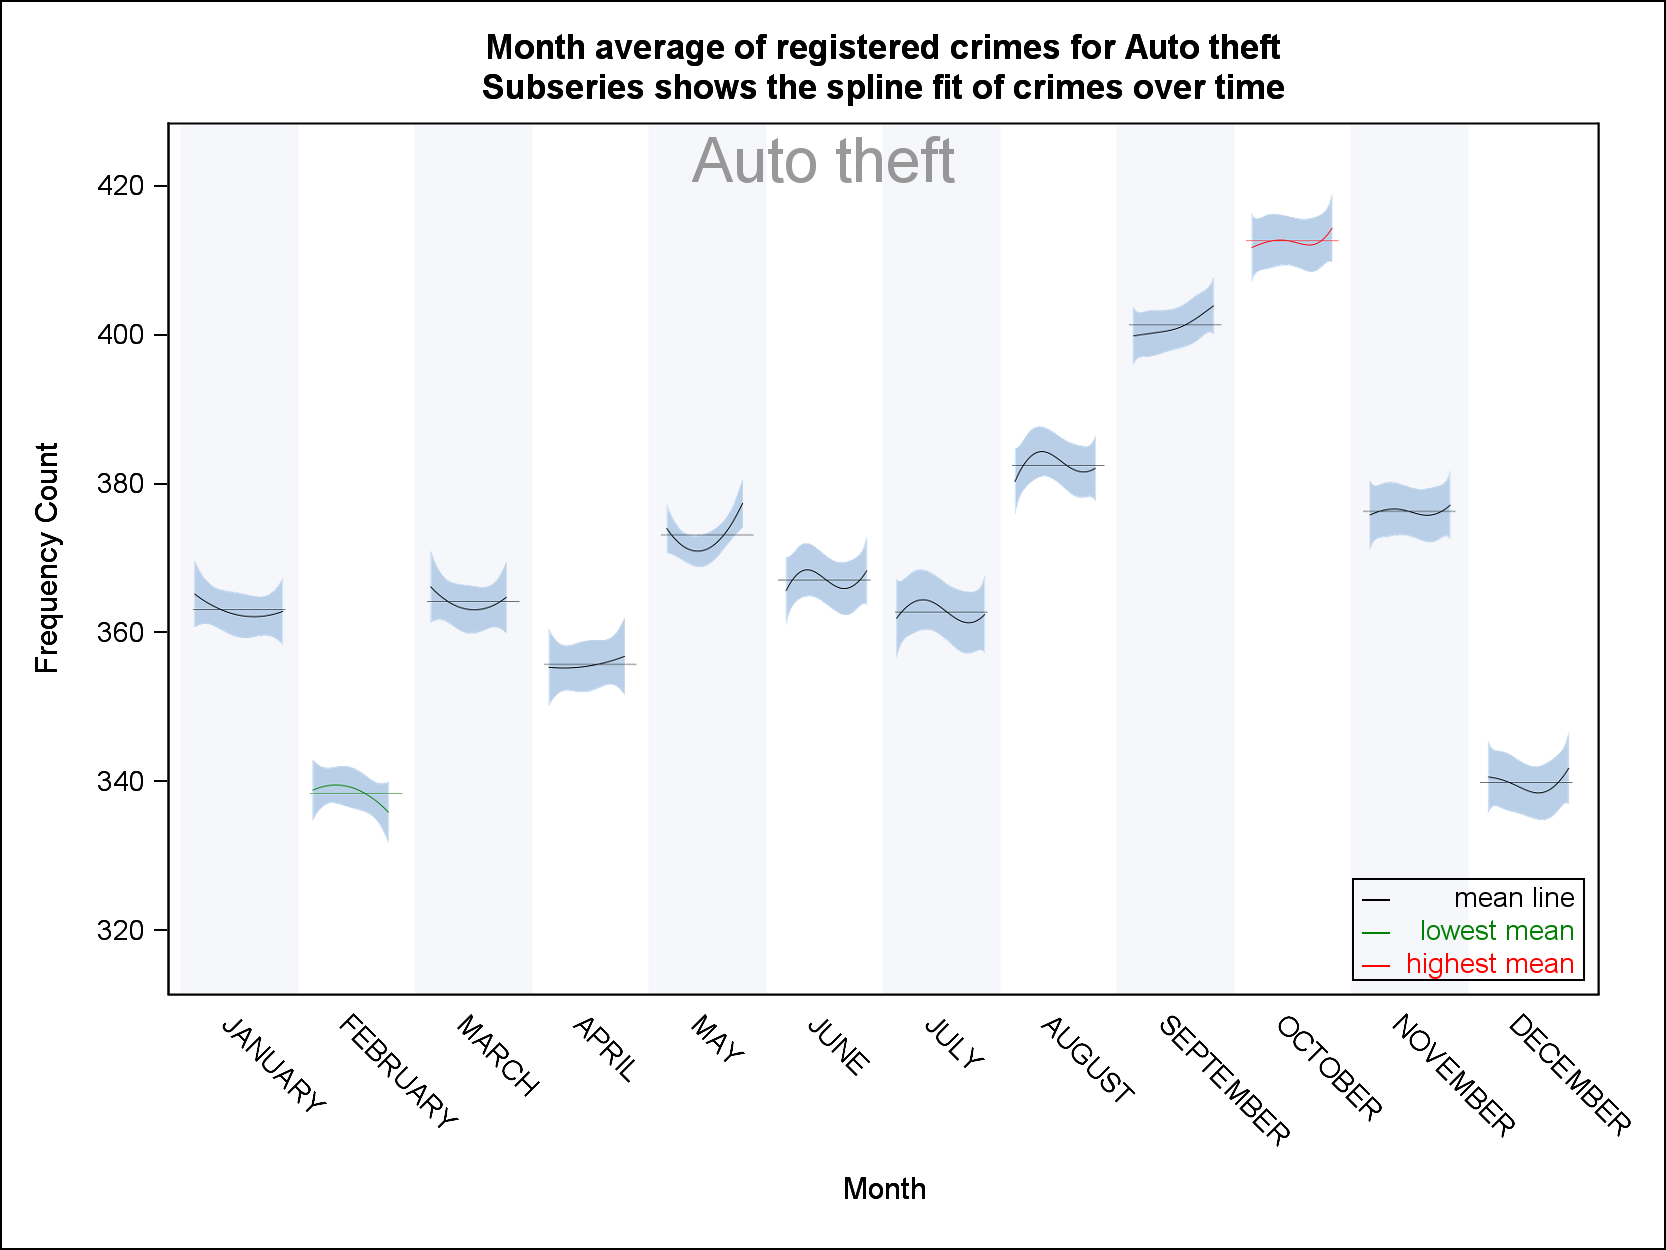 Month average of registered crimes for Auto theft
Subseries shows the spline fit of crimes over time
Auto theft
420
400
380
360
340
320
Frequency Count
mean line
lowest mean
highest mean
JANUARY
FEBRUARY
MARCH
APRIL
MAY
JUNE
JULY
AUGUST
SEPTEMBER
OCTOBER
NOVEMBER
DECEMBER
Month